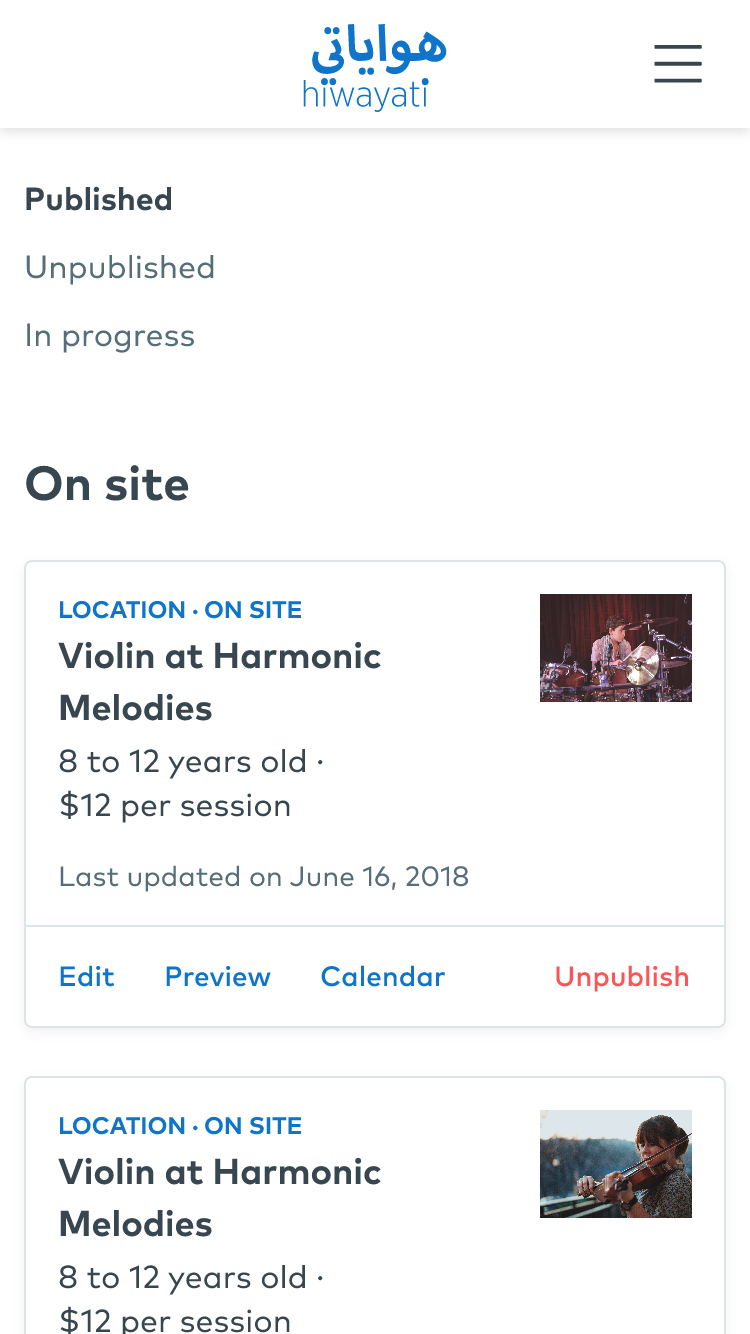 هواياتي
hiwayati
Published
Unpublished
In progress
On site
LOCATION · ON SITE
Violin at Harmonic
Melodies
8 to 12 years old ·
$12 per session
Last updated on June 16, 2018
Edit Preview Calendar Unpublish
LOCATION · ON SITE
Violin at Harmonic
Melodies
8 to 12 years old ·
$12 per session